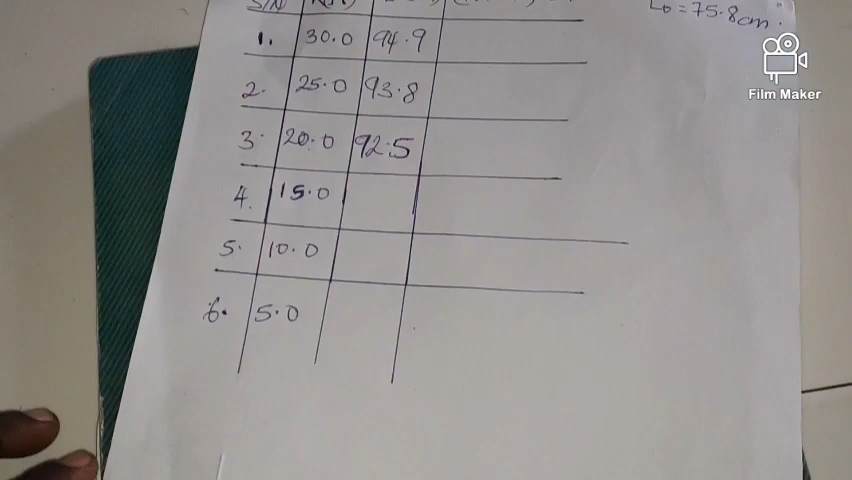 S/N
L₀ = 75.8cm
1. 30.0 94.9
2. 25.0 93.8
3. 20.0 92.5
4. 15.0
5. 10.0
6. 5.0
Film Maker